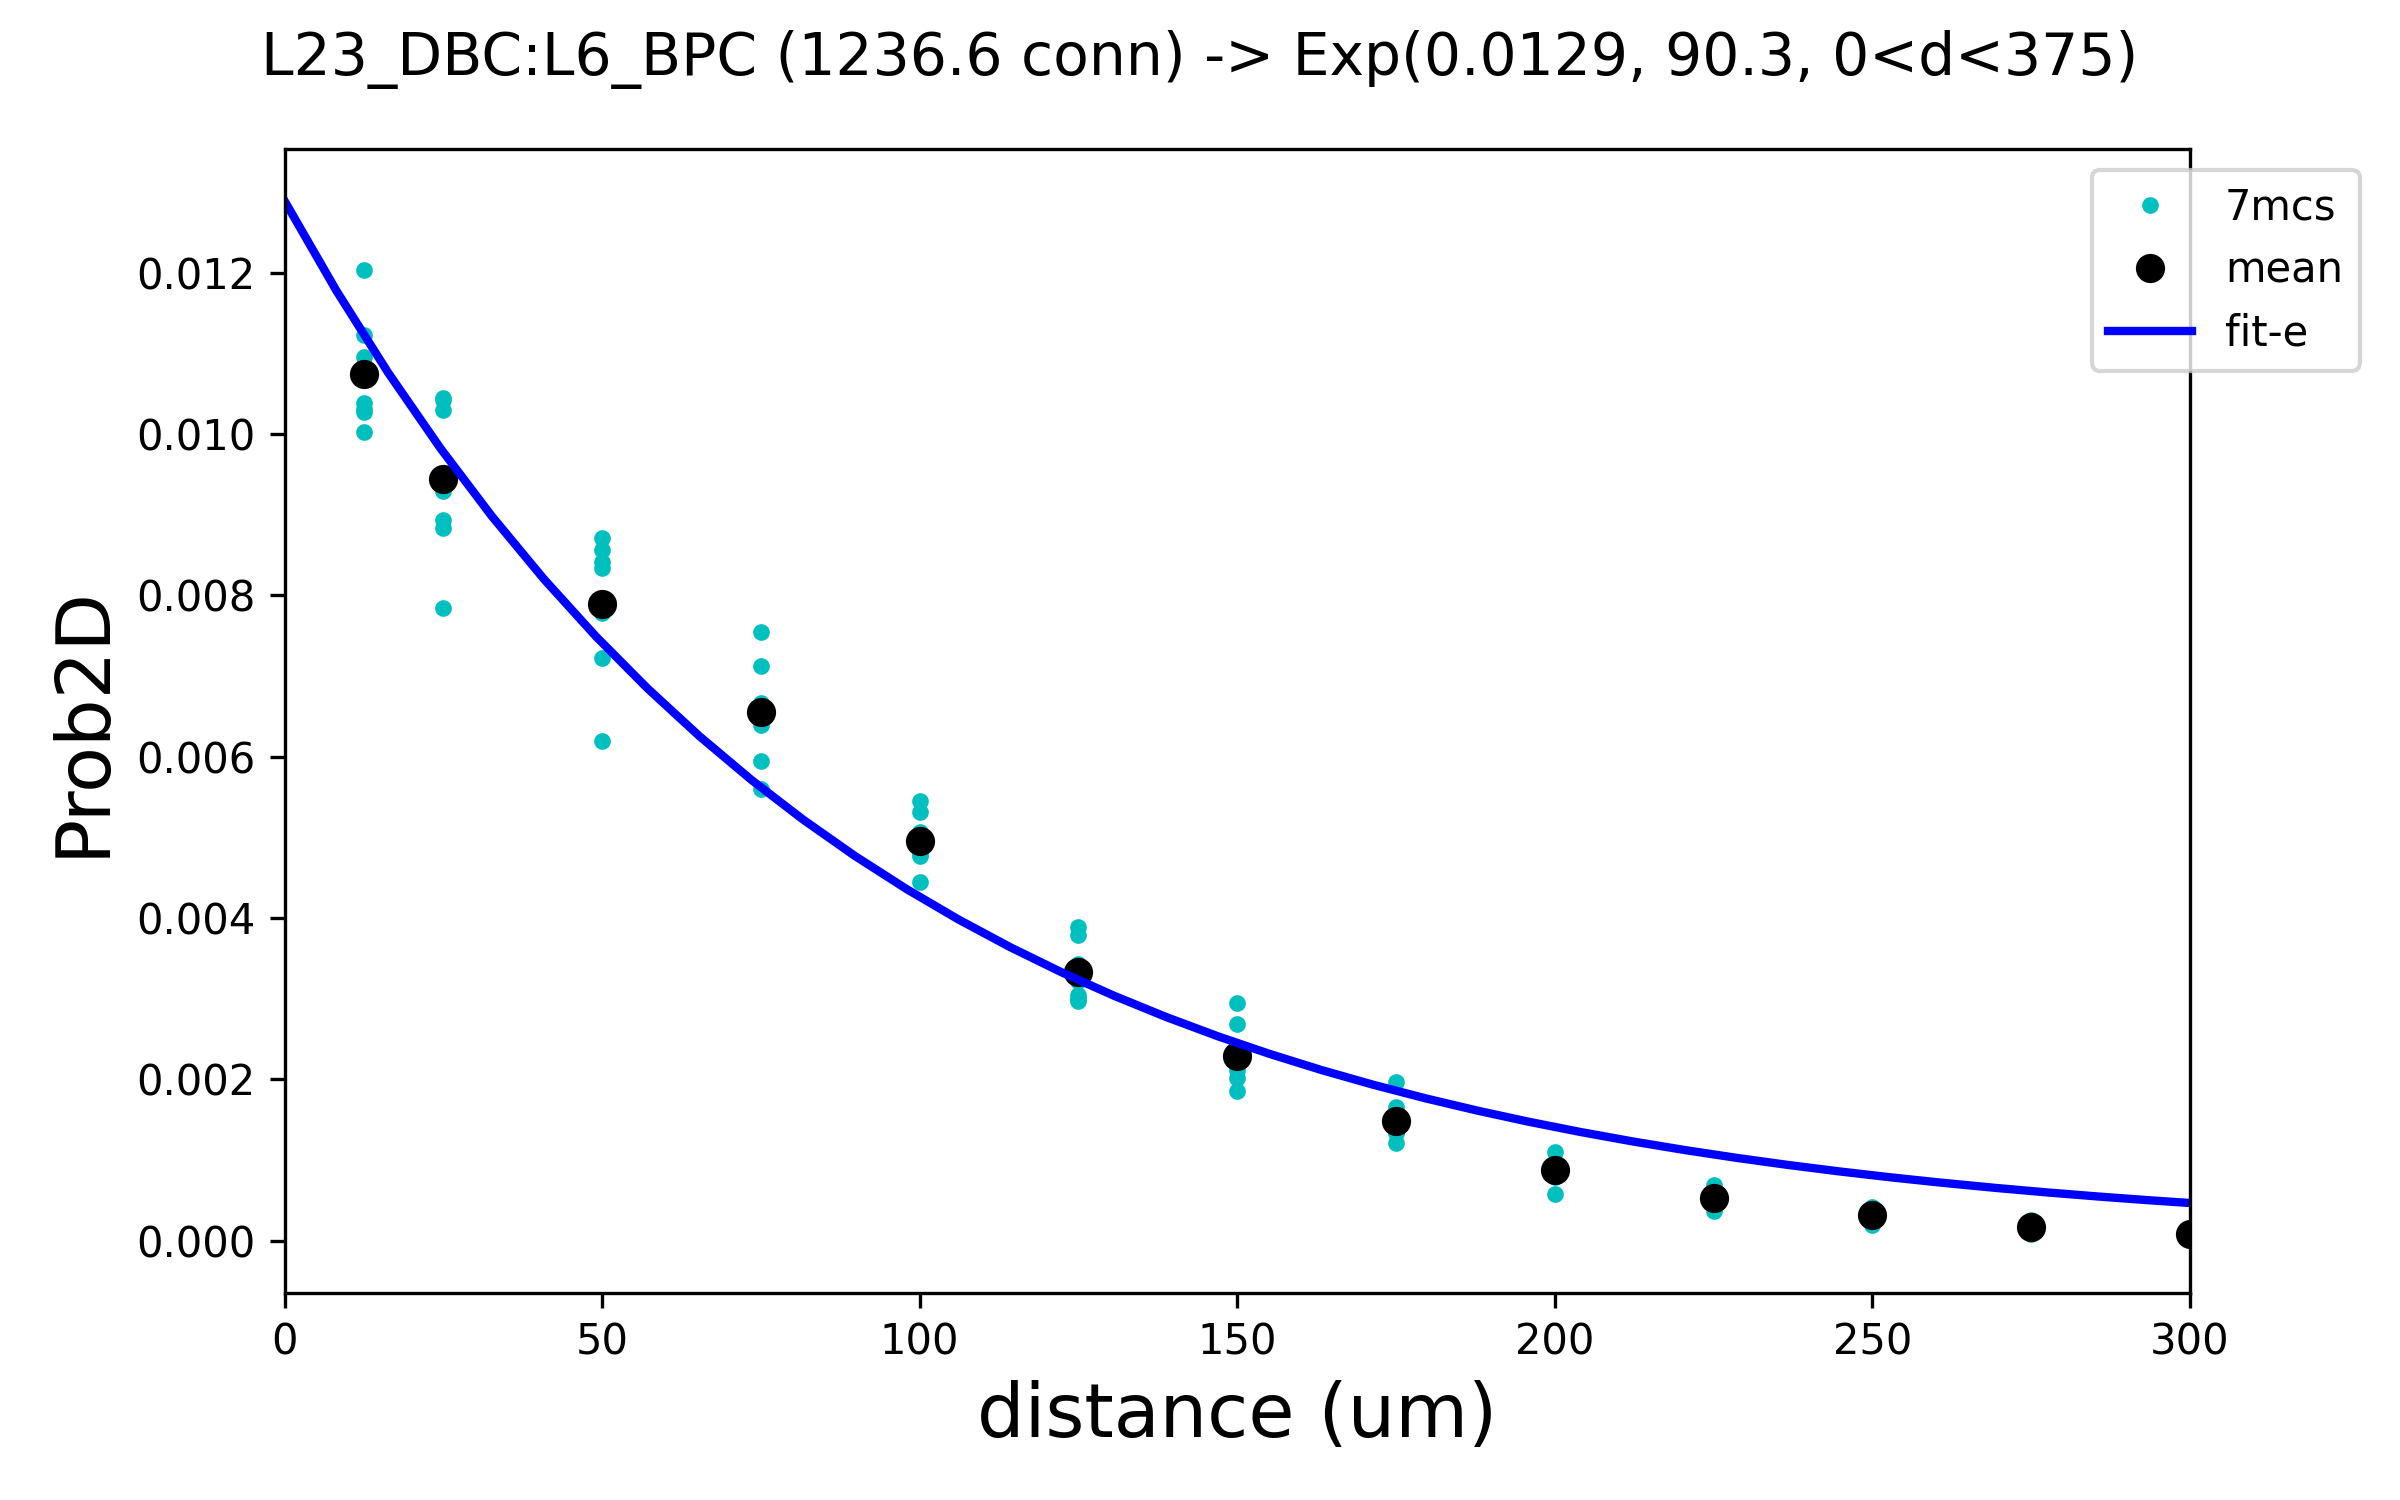 L23_DBC:L6_BPC (1236.6 conn) -> Exp(0.0129, 90.3, 0<d<375)
7mcs
mean
fit-e
Prob2D
0.012
0.010
0.008
0.006
0.004
0.002
0.000
0 50 100 150 200 250 300
distance (um)